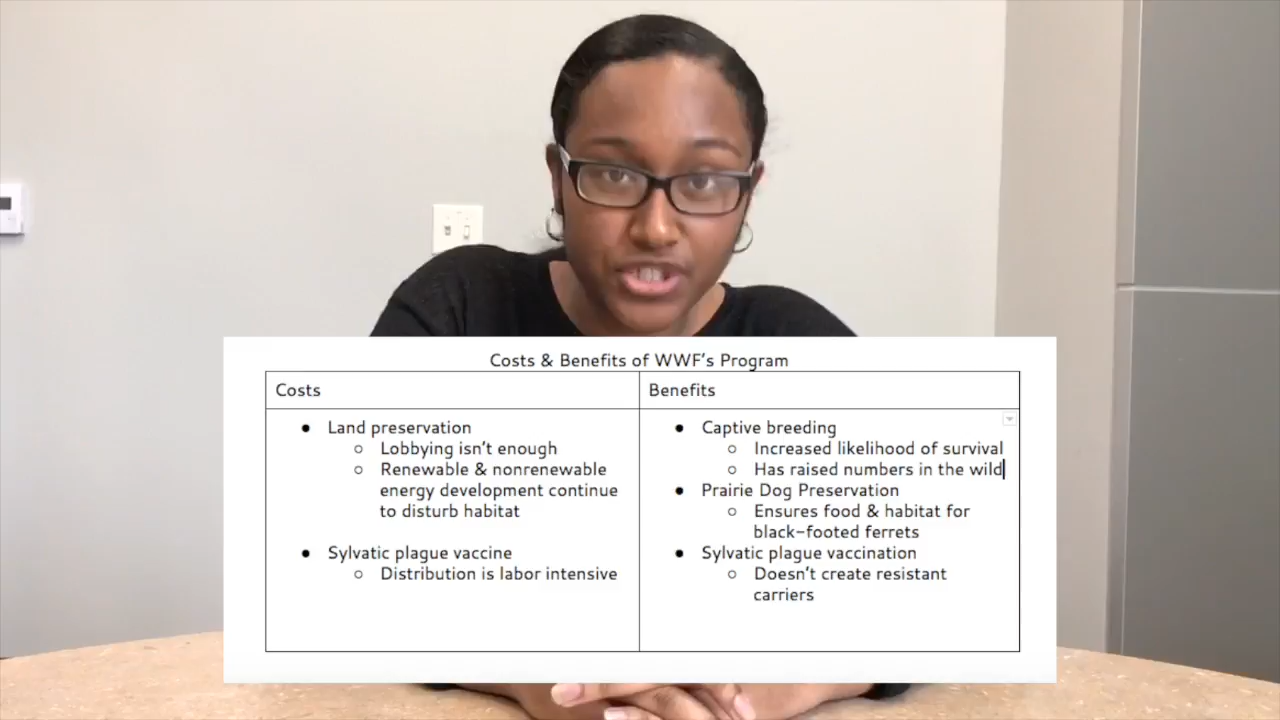 Costs & Benefits of WWF's Program
Costs
Benefits
● Land preservation
○ Lobbying isn't enough
○ Renewable & nonrenewable
energy development continue
to disturb habitat
● Sylvatic plague vaccine
○ Distribution is labor intensive
● Captive breeding
○ Increased likelihood of survival
○ Has raised numbers in the wild
● Prairie Dog Preservation
○ Ensures food & habitat for
black-footed ferrets
● Sylvatic plague vaccination
○ Doesn't create resistant
carriers